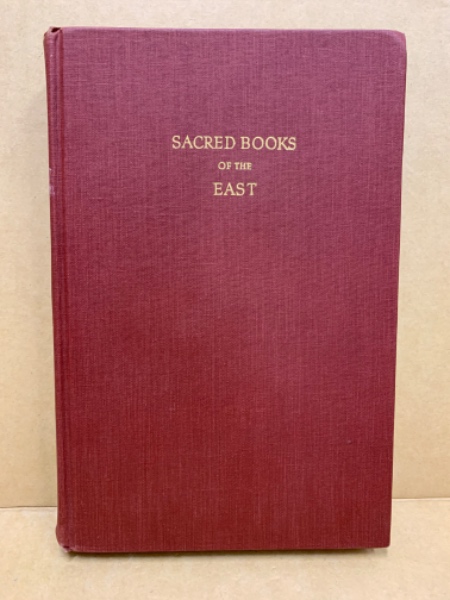 SACRED BOOKS
OF THE
EAST